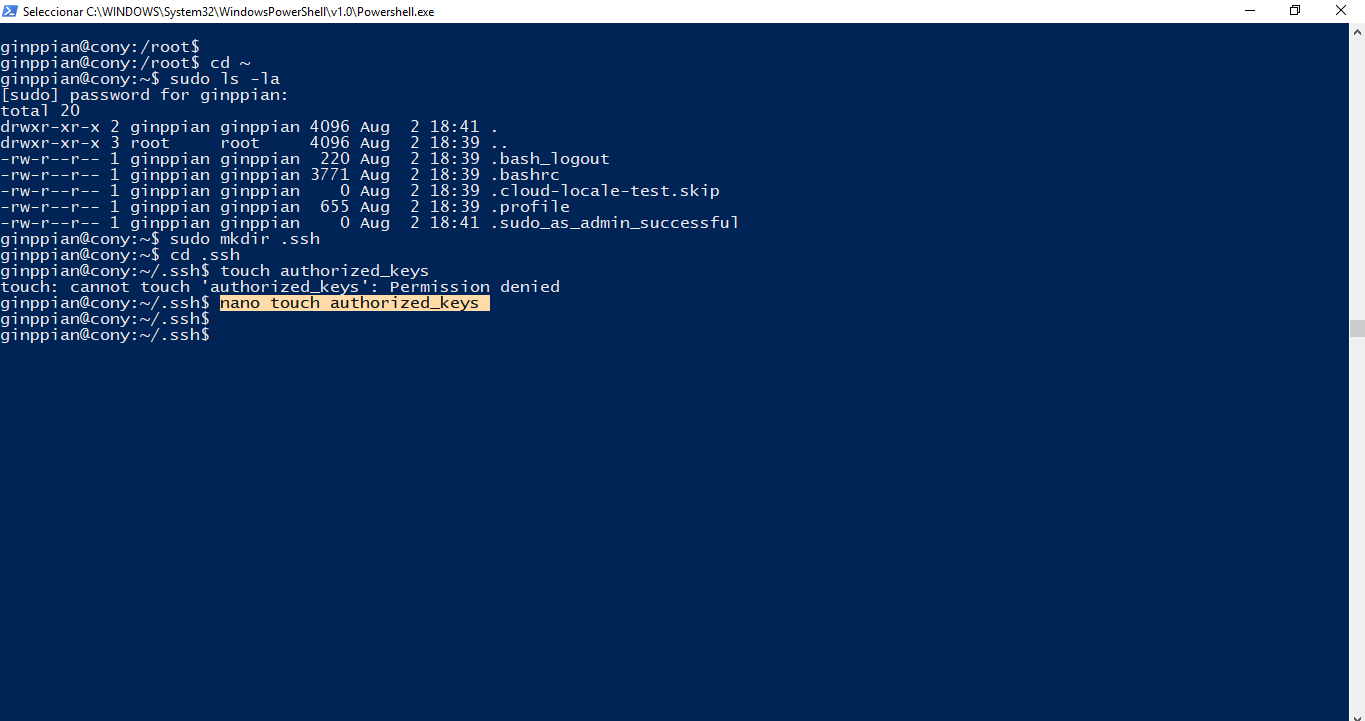 Seleccionar C:\WINDOWS\System32\WindowsPowerShell\v1.0\Powershell.exe
ginppian@cony:/root$
ginppian@cony:/root$ cd ~
ginppian@cony:~$ sudo ls -la
[sudo] password for ginppian:
total 20
drwxr-xr-x 2 ginppian ginppian 4096 Aug  2 18:41 .
drwxr-xr-x 3 root     root     4096 Aug  2 18:39 ..
-rw-r--r-- 1 ginppian ginppian  220 Aug  2 18:39 .bash_logout
-rw-r--r-- 1 ginppian ginppian 3771 Aug  2 18:39 .bashrc
-rw-r--r-- 1 ginppian ginppian    0 Aug  2 18:39 .cloud-locale-test.skip
-rw-r--r-- 1 ginppian ginppian  655 Aug  2 18:39 .profile
-rw-r--r-- 1 ginppian ginppian    0 Aug  2 18:41 .sudo_as_admin_successful
ginppian@cony:~$ sudo mkdir .ssh
ginppian@cony:~$ cd .ssh
ginppian@cony:~/.ssh$ touch authorized_keys
touch: cannot touch 'authorized_keys': Permission denied
ginppian@cony:~/.ssh$ nano touch authorized_keys
ginppian@cony:~/.ssh$
ginppian@cony:~/.ssh$